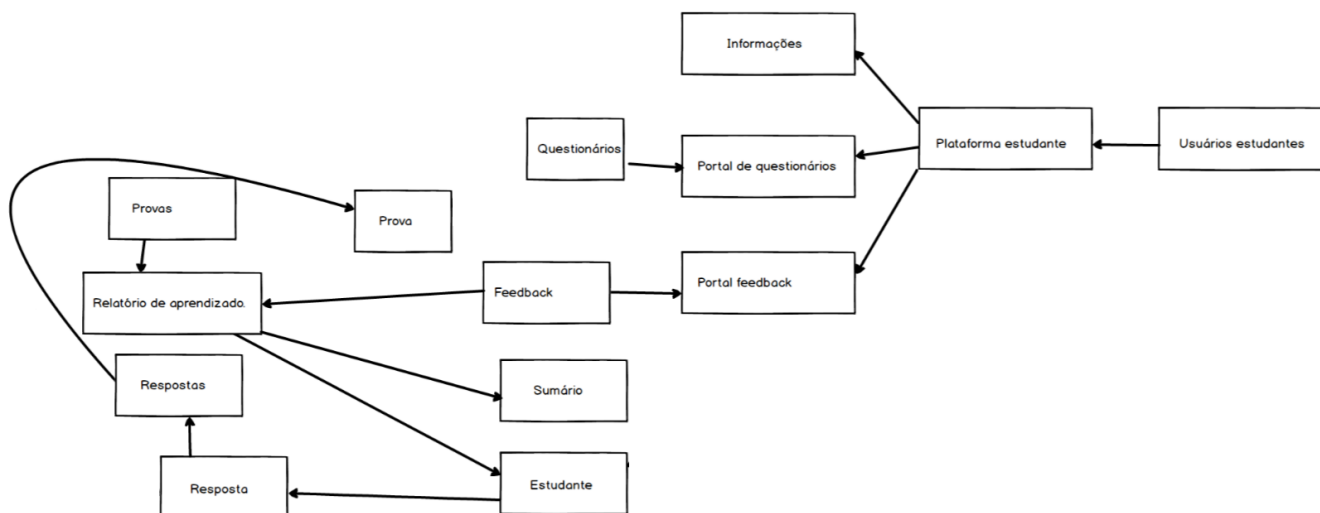 Informações
Questionários
Portal de questionários
Plataforma estudante
Usuários estudantes
Provas
Prova
Relatório de aprendizado.
Feedback
Portal feedback
Respostas
Sumário
Resposta
Estudante